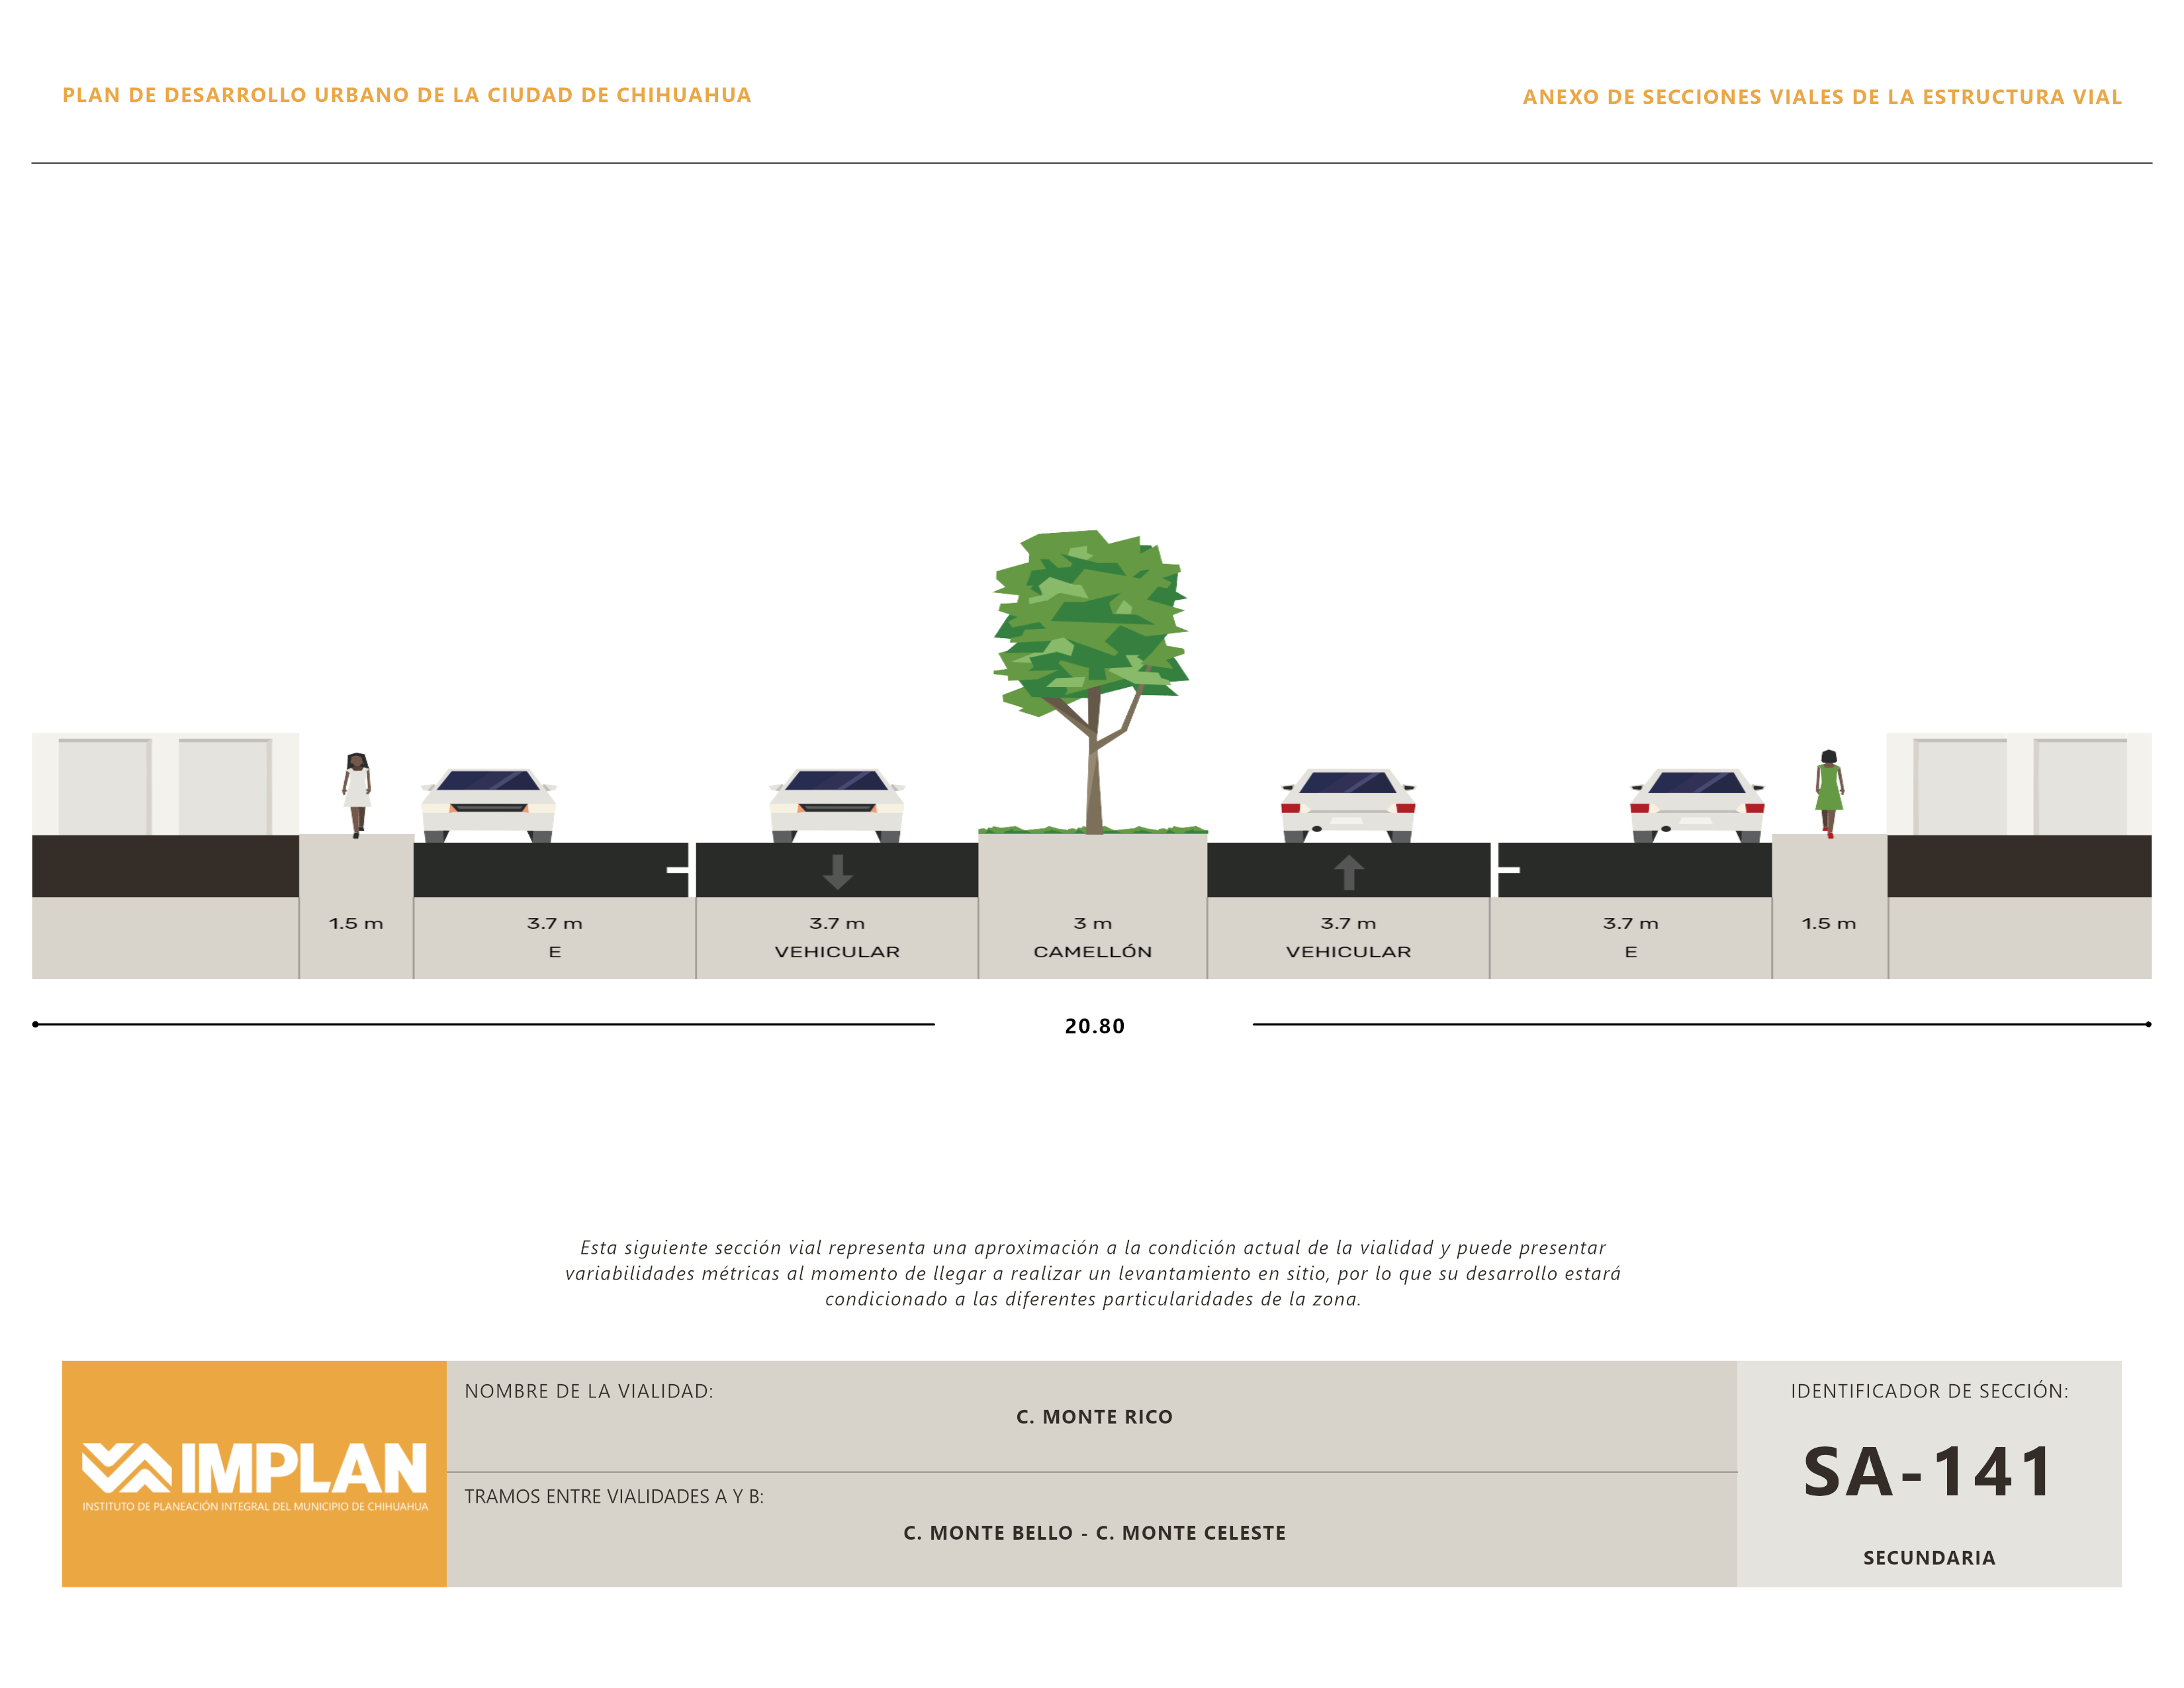 PLAN DE DESARROLLO URBANO DE LA CIUDAD DE CHIHUAHUA
ANEXO DE SECCIONES VIALES DE LA ESTRUCTURA VIAL
1.5 m
3.7 m
3.7 m
3 m
3.7 m
3.7 m
1.5 m
E
VEHICULAR
CAMELLÓN
VEHICULAR
E
20.80
Esta siguiente sección vial representa una aproximación a la condición actual de la vialidad y puede presentar
variabilidades métricas al momento de llegar a realizar un levantamiento en sitio, por lo que su desarrollo estará
condicionado a las diferentes particularidades de la zona.
IMPLAN
INSTITUTO DE PLANEACIÓN INTEGRAL DEL MUNICIPIO DE CHIHUAHUA
NOMBRE DE LA VIALIDAD:
C. MONTE RICO
TRAMOS ENTRE VIALIDADES A Y B:
C. MONTE BELLO - C. MONTE CELESTE
IDENTIFICADOR DE SECCIÓN:
SA-141
SECUNDARIA